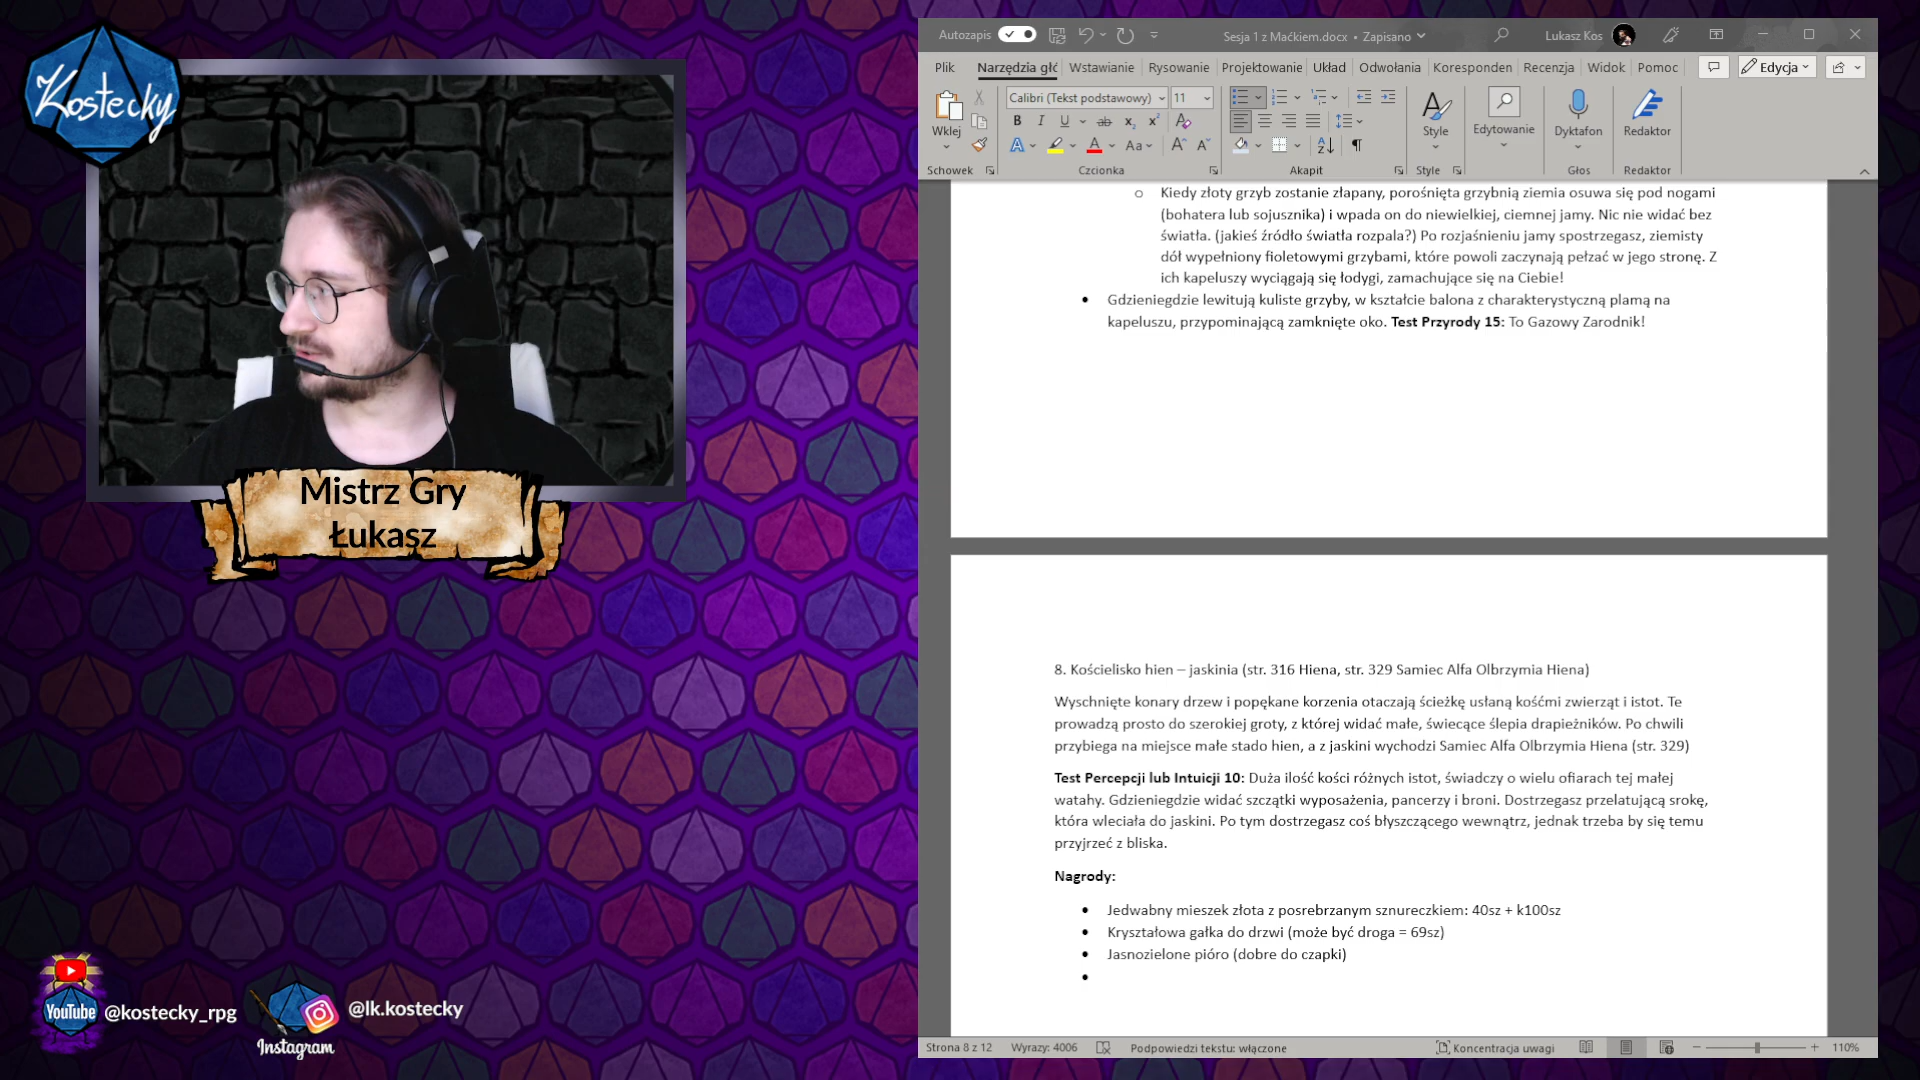 Kostecky
Mistrz Gry
Łukasz
YouTube
@kostecky_rpg
Instagram
@lk.kostecky
Autozapis
Sesja 1 z Maćkiem.docx • Zapisano
Lukasz Kos
Plik
Narzędzia głć
Wstawianie
Rysowanie
Projektowanie
Układ
Odwołania
Koresponden
Recenzja
Widok
Pomoc
Edycja
Wklej
Calibri (Tekst podstawowy)
11
Style
Edytowanie
Dyktafon
Redaktor
Schowek
Czcionka
Akapit
Style
Głos
Redaktor
o Kiedy złoty grzyb zostanie złapany, porośnięta grzybnią ziemia osuwa się pod nogami
(bohatera lub sojusznika) i wpada on do niewielkiej, ciemnej jamy. Nic nie widać bez
światła. (jakieś źródło światła rozpala?) Po rozjaśnieniu jamy spostrzegasz, ziemisty
dół wypełniony fioletowymi grzybami, które powoli zaczynają pełzać w jego stronę. Z
ich kapeluszy wyciągają się łodygi, zamachujące się na Ciebie!
• Gdzieniegdzie lewitują kuliste grzyby, w kształcie balona z charakterystyczną plamą na
kapeluszu, przypominającą zamknięte oko. Test Przyrody 15: To Gazowy Zarodnik!
8. Kościelisko hien – jaskinia (str. 316 Hiena, str. 329 Samiec Alfa Olbrzymia Hiena)
Wyschnięte konary drzew i popękane korzenia otaczają ścieżkę usłaną kośćmi zwierząt i istot. Te
prowadzą prosto do szerokiej groty, z której widać małe, świecące ślepia drapieżników. Po chwili
przybiega na miejsce małe stado hien, a z jaskini wychodzi Samiec Alfa Olbrzymia Hiena (str. 329)
Test Percepcji lub Intuicji 10: Duża ilość kości różnych istot, świadczy o wielu ofiarach tej małej
watahy. Gdzieniegdzie widać szczątki wyposażenia, pancerzy i broni. Dostrzegasz przelatującą srokę,
która wleciała do jaskini. Po tym dostrzegasz coś błyszczącego wewnątrz, jednak trzeba by się temu
przyjrzeć z bliska.
Nagrody:
• Jedwabny mieszek złota z posrebrzanym sznureczkiem: 40sz + k100sz
• Kryształowa gałka do drzwi (może być droga = 69sz)
• Jasnozielone pióro (dobre do czapki)
•
Strona 8 z 12
Wyrazy: 4006
Podpowiedzi tekstu: włączone
Koncentracja uwagi
110%